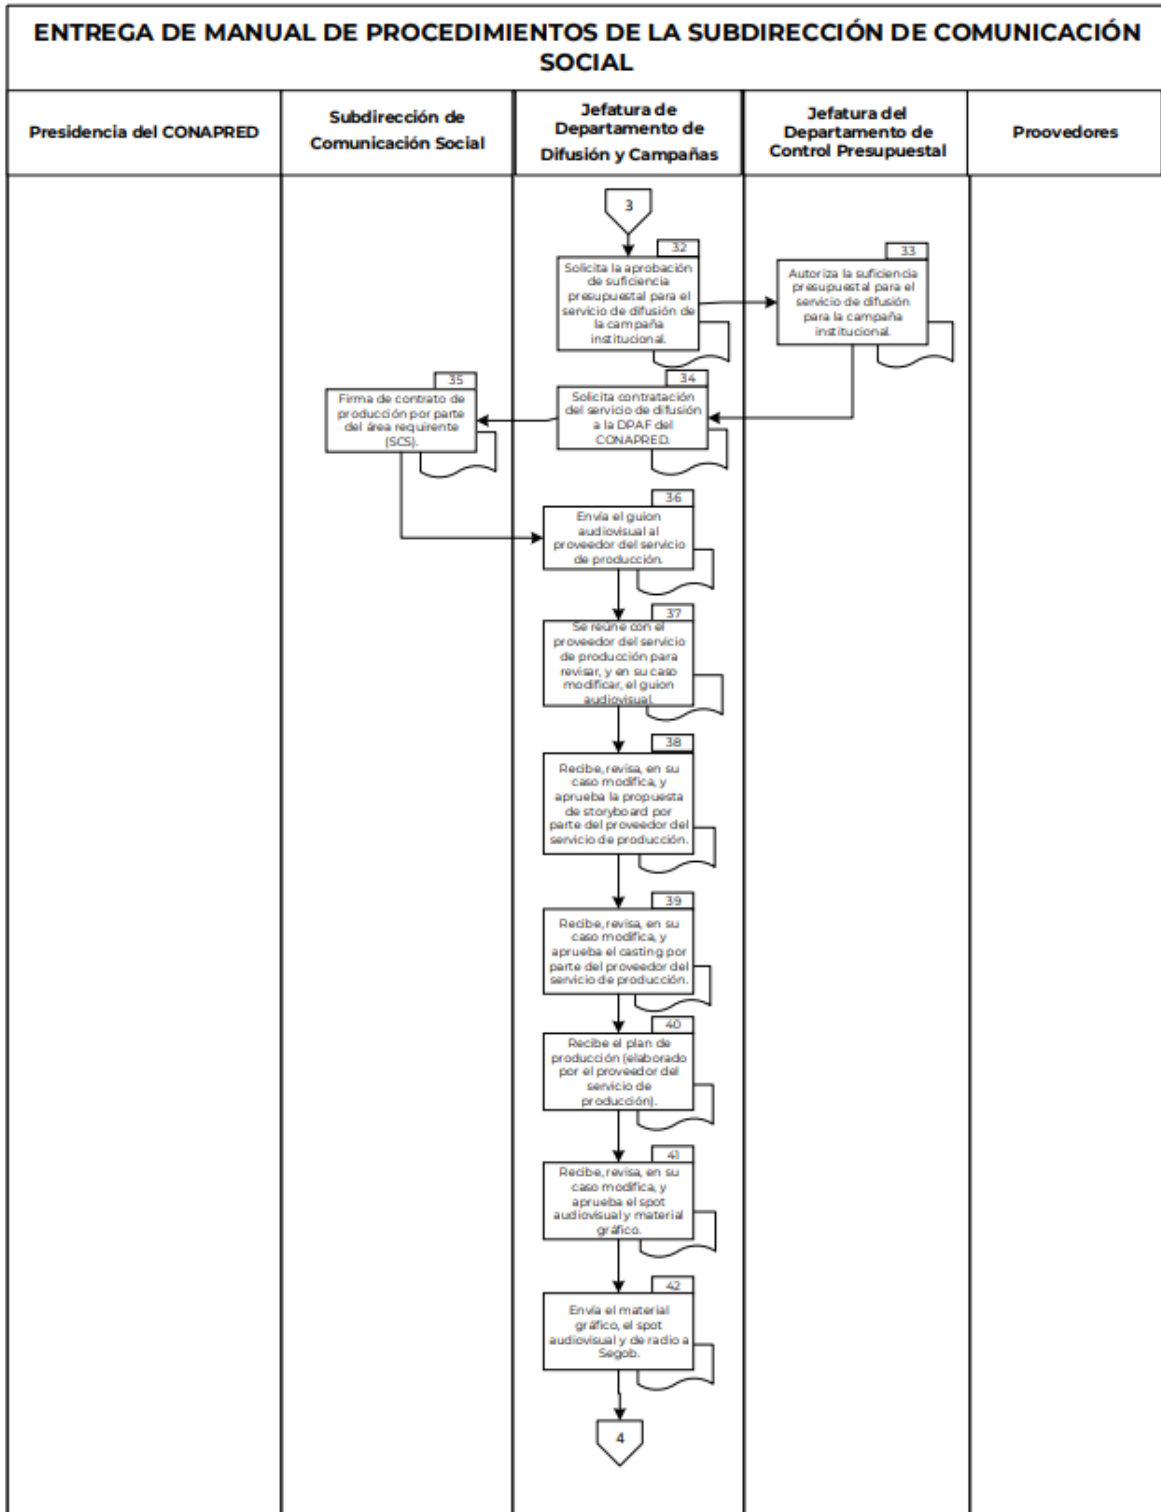 ENTREGA DE MANUAL DE PROCEDIMIENTOS DE LA SUBDIRECCIÓN DE COMUNICACIÓN
SOCIAL
Presidencia del CONAPRED
Subdirección de
Comunicación Social
Jefatura de
Departamento de
Difusión y Campañas
Jefatura del
Departamento de
Control Presupuestal
Proovedores
3
32
Solicita la aprobación
de suficiencia
presupuestal para el
servicio de difusión de
la campaña
institucional.
33
Autoriza la suficiencia
presupuestal para el
servicio de difusión
para la campaña
institucional.
34
Solicita contratación
del servicio de difusión
a la DPAF del
CONAPRED.
35
Firma de contrato de
producción por parte
del área requirente
(SCS).
36
Envía el guion
audiovisual al
proveedor del servicio
de producción.
37
Se reúne con el
proveedor del servicio
de producción para
revisar, y en su caso
modificar, el guion
audiovisual.
38
Recibe, revisa, en su
caso modifica, y
aprueba la propuesta
de storyboard por
parte del proveedor del
servicio de producción.
39
Recibe, revisa, en su
caso modifica, y
aprueba el casting por
parte del proveedor del
servicio de producción.
40
Recibe el plan de
producción (elaborado
por el proveedor del
servicio de
producción).
41
Recibe, revisa, en su
caso modifica, y
aprueba el spot
audiovisual y material
gráfico.
42
Envía el material
gráfico, el spot
audiovisual y de radio a
Segob.
4